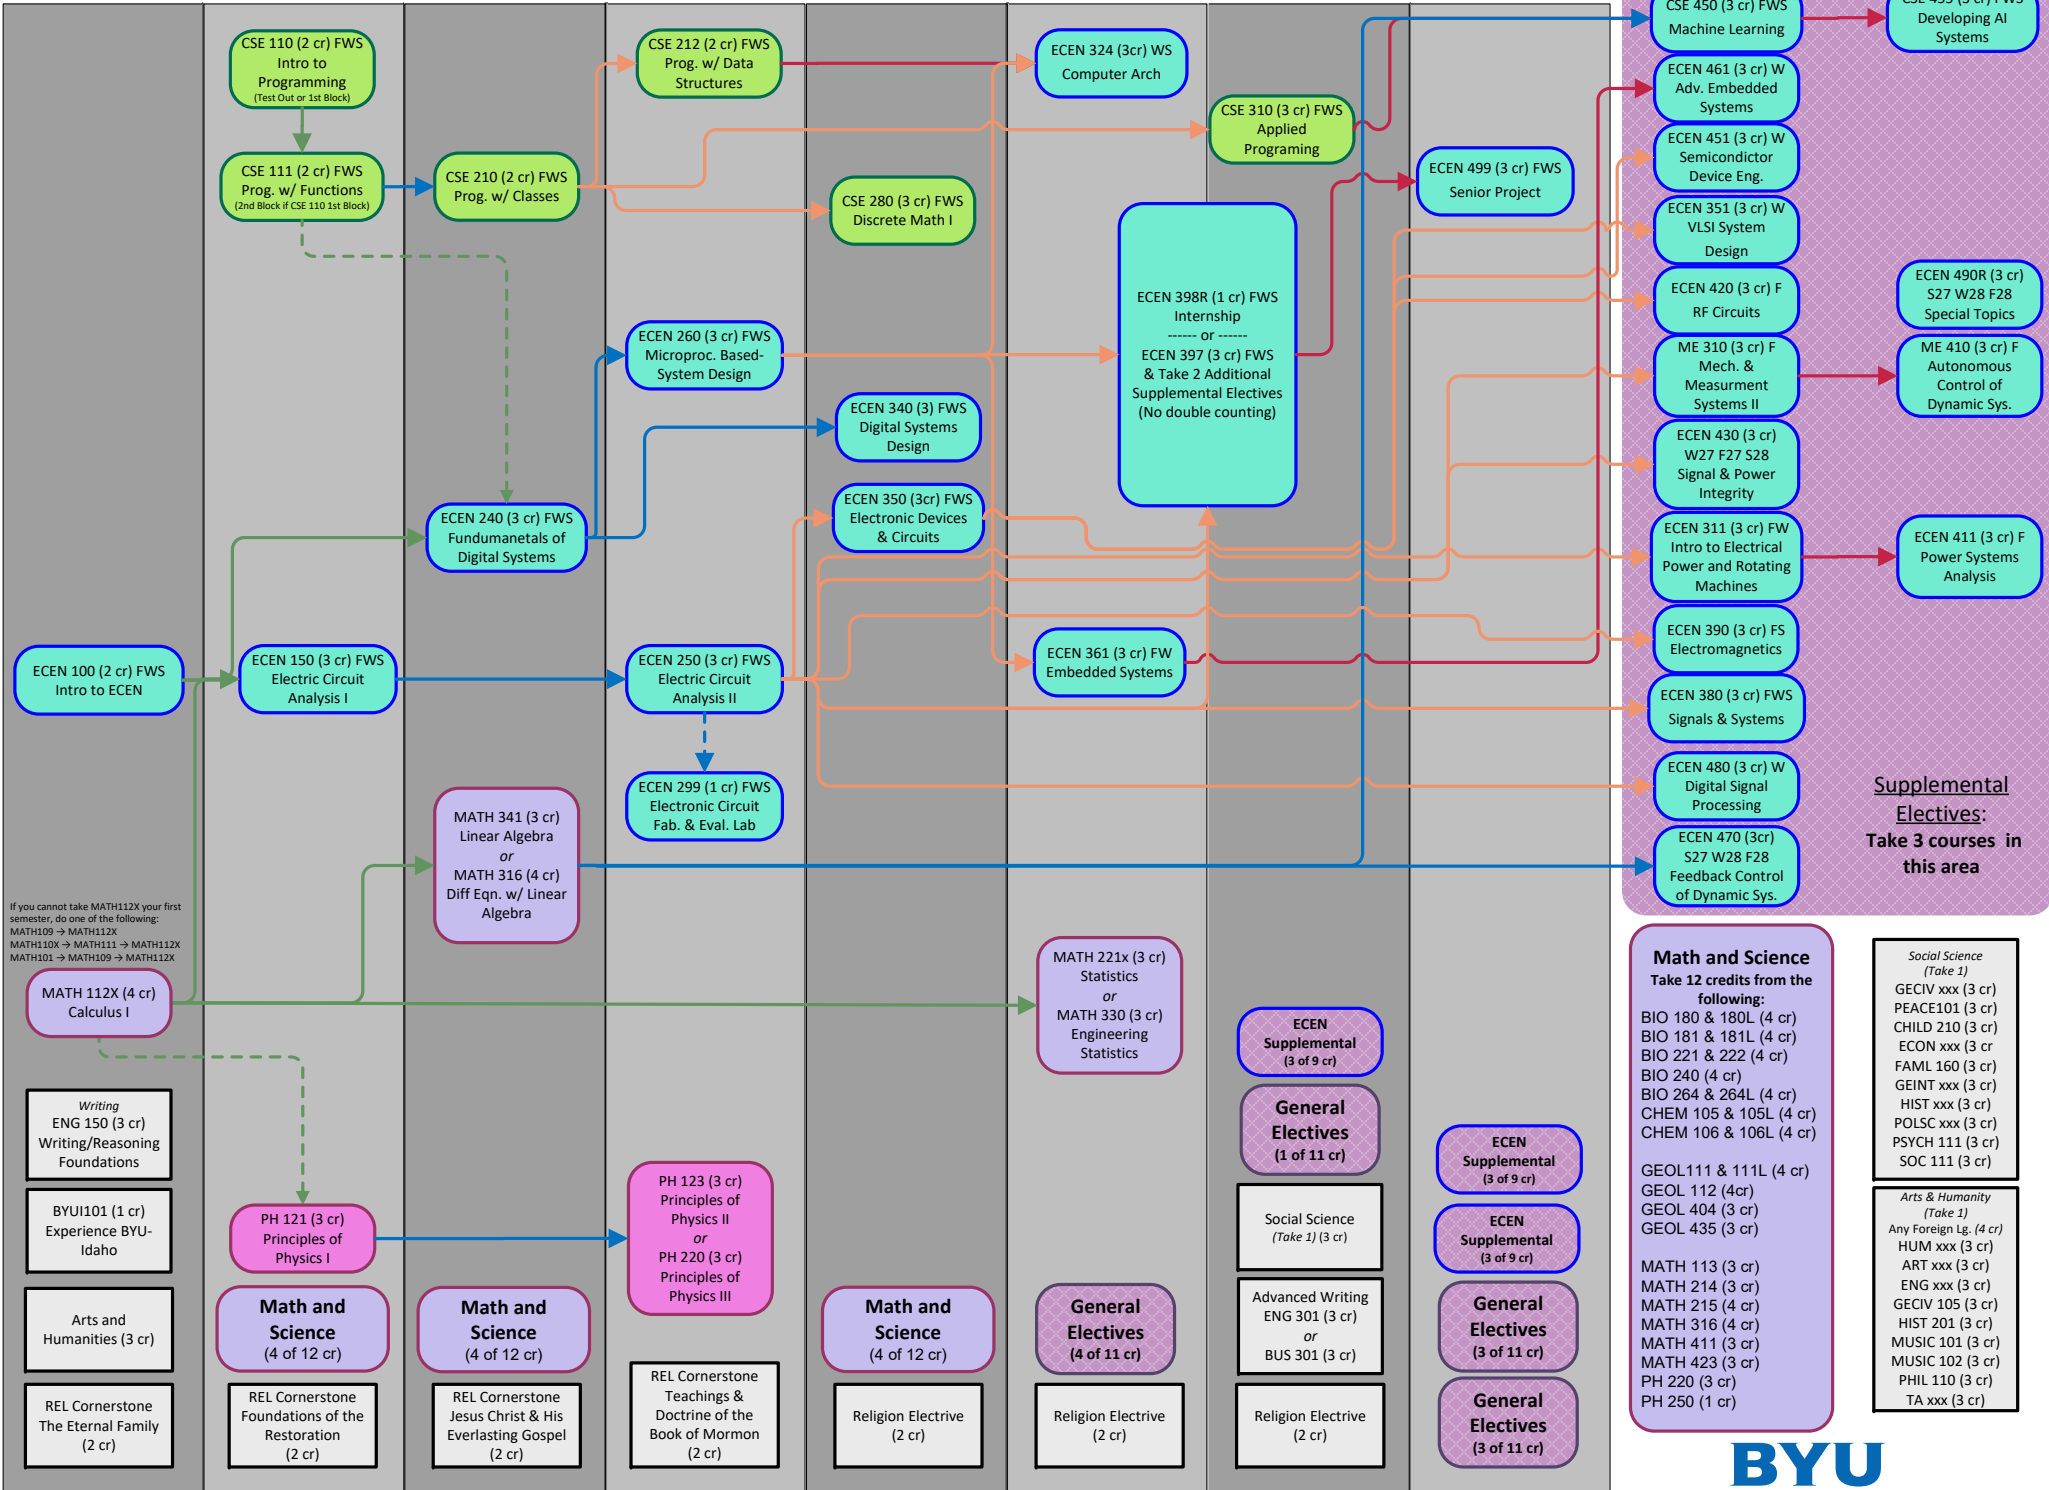 CSE 110 (2 cr) FWS
Intro to
Programming
(Test Out or 1st Block)
CSE 111 (2 cr) FWS
Prog. w/ Functions
(2nd Block if CSE 110 1st Block)
CSE 210 (2 cr) FWS
Prog. w/ Classes
CSE 212 (2 cr) FWS
Prog. w/ Data
Structures
CSE 280 (3 cr) FWS
Discrete Math I
ECEN 324 (3cr) WS
Computer Arch
CSE 310 (3 cr) FWS
Applied
Programing
ECEN 499 (3 cr) FWS
Senior Project
ECEN 260 (3 cr) FWS
Microproc. Based-
System Design
ECEN 340 (3) FWS
Digital Systems
Design
ECEN 350 (3cr) FWS
Electronic Devices
& Circuits
ECEN 398R (1 cr) FWS
Internship
------ or ------
ECEN 397 (3 cr) FWS
& Take 2 Additional
Supplemental Electives
(No double counting)
ECEN 240 (3 cr) FWS
Fundumanetals of
Digital Systems
ECEN 100 (2 cr) FWS
Intro to ECEN
ECEN 150 (3 cr) FWS
Electric Circuit
Analysis I
ECEN 250 (3 cr) FWS
Electric Circuit
Analysis II
ECEN 299 (1 cr) FWS
Electronic Circuit
Fab. & Eval. Lab
ECEN 361 (3 cr) FW
Embedded Systems
MATH 341 (3 cr)
Linear Algebra
or
MATH 316 (4 cr)
Diff Eqn. w/ Linear
Algebra
If you cannot take MATH112X your first
semester, do one of the following:
MATH109 → MATH112X
MATH110X → MATH111 → MATH112X
MATH101 → MATH109 → MATH112X
MATH 112X (4 cr)
Calculus I
MATH 221x (3 cr)
Statistics
or
MATH 330 (3 cr)
Engineering
Statistics
Writing
ENG 150 (3 cr)
Writing/Reasoning
Foundations
BYUI101 (1 cr)
Experience BYU-
Idaho
Arts and
Humanities (3 cr)
REL Cornerstone
The Eternal Family
(2 cr)
PH 121 (3 cr)
Principles of
Physics I
Math and
Science
(4 of 12 cr)
REL Cornerstone
Foundations of the
Restoration
(2 cr)
Math and
Science
(4 of 12 cr)
REL Cornerstone
Jesus Christ & His
Everlasting Gospel
(2 cr)
PH 123 (3 cr)
Principles of
Physics II
or
PH 220 (3 cr)
Principles of
Physics III
REL Cornerstone
Teachings &
Doctrine of the
Book of Mormon
(2 cr)
Math and
Science
(4 of 12 cr)
Religion Electrive
(2 cr)
General
Electives
(4 of 11 cr)
Religion Electrive
(2 cr)
ECEN
Supplemental
(3 of 9 cr)
General
Electives
(1 of 11 cr)
Social Science
(Take 1) (3 cr)
Advanced Writing
ENG 301 (3 cr)
or
BUS 301 (3 cr)
Religion Electrive
(2 cr)
ECEN
Supplemental
(3 of 9 cr)
ECEN
Supplemental
(3 of 9 cr)
General
Electives
(3 of 11 cr)
General
Electives
(3 of 11 cr)
CSE 450 (3 cr) FWS
Machine Learning
Developing AI
Systems
ECEN 461 (3 cr) W
Adv. Embedded
Systems
ECEN 451 (3 cr) W
Semicondictor
Device Eng.
ECEN 351 (3 cr) W
VLSI System
Design
ECEN 420 (3 cr) F
RF Circuits
ECEN 490R (3 cr)
S27 W28 F28
Special Topics
ME 310 (3 cr) F
Mech. &
Measurment
Systems II
ME 410 (3 cr) F
Autonomous
Control of
Dynamic Sys.
ECEN 430 (3 cr)
W27 F27 S28
Signal & Power
Integrity
ECEN 311 (3 cr) FW
Intro to Electrical
Power and Rotating
Machines
ECEN 411 (3 cr) F
Power Systems
Analysis
ECEN 390 (3 cr) FS
Electromagnetics
ECEN 380 (3 cr) FWS
Signals & Systems
ECEN 480 (3 cr) W
Digital Signal
Processing
ECEN 470 (3cr)
S27 W28 F28
Feedback Control
of Dynamic Sys.
Supplemental
Electives:
Take 3 courses in
this area
Math and Science
Take 12 credits from the
following:
BIO 180 & 180L (4 cr)
BIO 181 & 181L (4 cr)
BIO 221 & 222 (4 cr)
BIO 240 (4 cr)
BIO 264 & 264L (4 cr)
CHEM 105 & 105L (4 cr)
CHEM 106 & 106L (4 cr)
GEOL111 & 111L (4 cr)
GEOL 112 (4cr)
GEOL 404 (3 cr)
GEOL 435 (3 cr)
MATH 113 (3 cr)
MATH 214 (3 cr)
MATH 215 (4 cr)
MATH 316 (4 cr)
MATH 411 (3 cr)
MATH 423 (3 cr)
PH 220 (3 cr)
PH 250 (1 cr)
Social Science
(Take 1)
GECIV xxx (3 cr)
PEACE101 (3 cr)
CHILD 210 (3 cr)
ECON xxx (3 cr
FAML 160 (3 cr)
GEINT xxx (3 cr)
HIST xxx (3 cr)
POLSC xxx (3 cr)
PSYCH 111 (3 cr)
SOC 111 (3 cr)
Arts & Humanity
(Take 1)
Any Foreign Lg. (4 cr)
HUM xxx (3 cr)
ART xxx (3 cr)
ENG xxx (3 cr)
GECIV 105 (3 cr)
HIST 201 (3 cr)
MUSIC 101 (3 cr)
MUSIC 102 (3 cr)
PHIL 110 (3 cr)
TA xxx (3 cr)
BYU